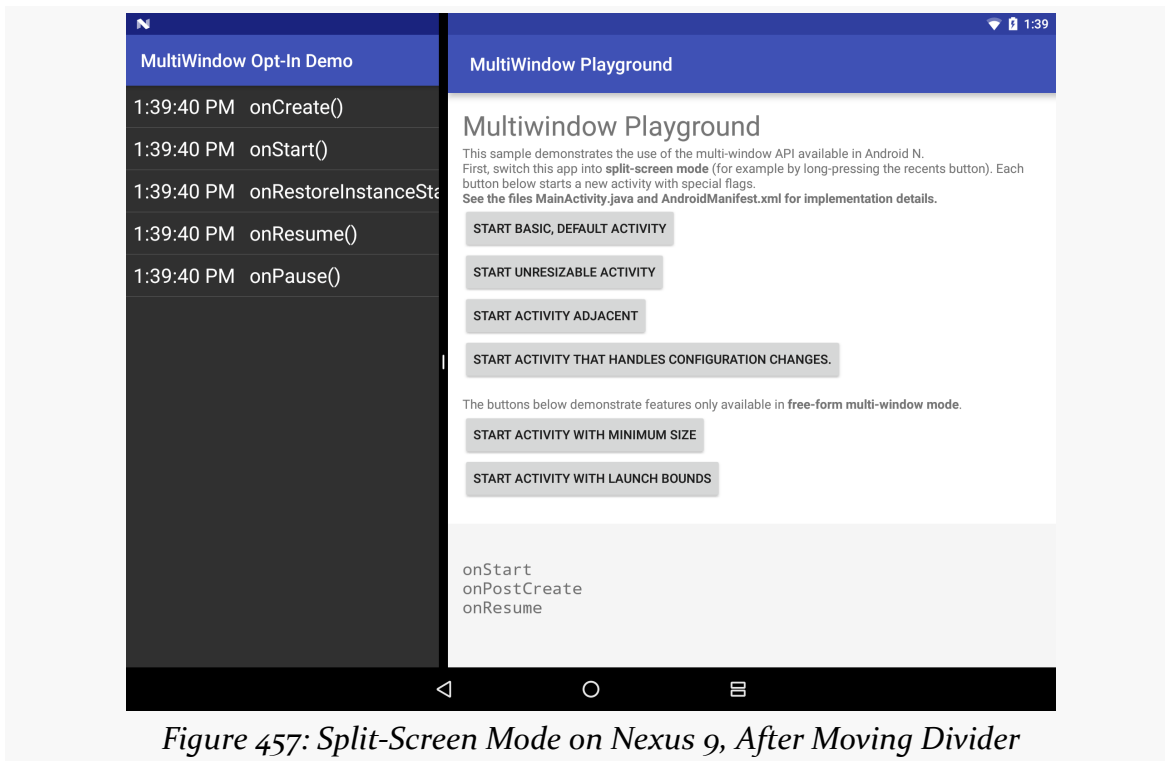 N
1:39
MultiWindow Opt-In Demo
1:39:40 PM onCreate()
1:39:40 PM onStart()
1:39:40 PM onRestoreInstanceSta
1:39:40 PM onResume()
1:39:40 PM onPause()
MultiWindow Playground
Multiwindow Playground
This sample demonstrates the use of the multi-window API available in Android N.
First, switch this app into split-screen mode (for example by long-pressing the recents button). Each
button below starts a new activity with special flags.
See the files MainActivity.java and AndroidManifest.xml for implementation details.
START BASIC, DEFAULT ACTIVITY
START UNRESIZABLE ACTIVITY
START ACTIVITY ADJACENT
START ACTIVITY THAT HANDLES CONFIGURATION CHANGES.
The buttons below demonstrate features only available in free-form multi-window mode.
START ACTIVITY WITH MINIMUM SIZE
START ACTIVITY WITH LAUNCH BOUNDS
onStart
onPostCreate
onResume
Figure 457: Split-Screen Mode on Nexus 9, After Moving Divider